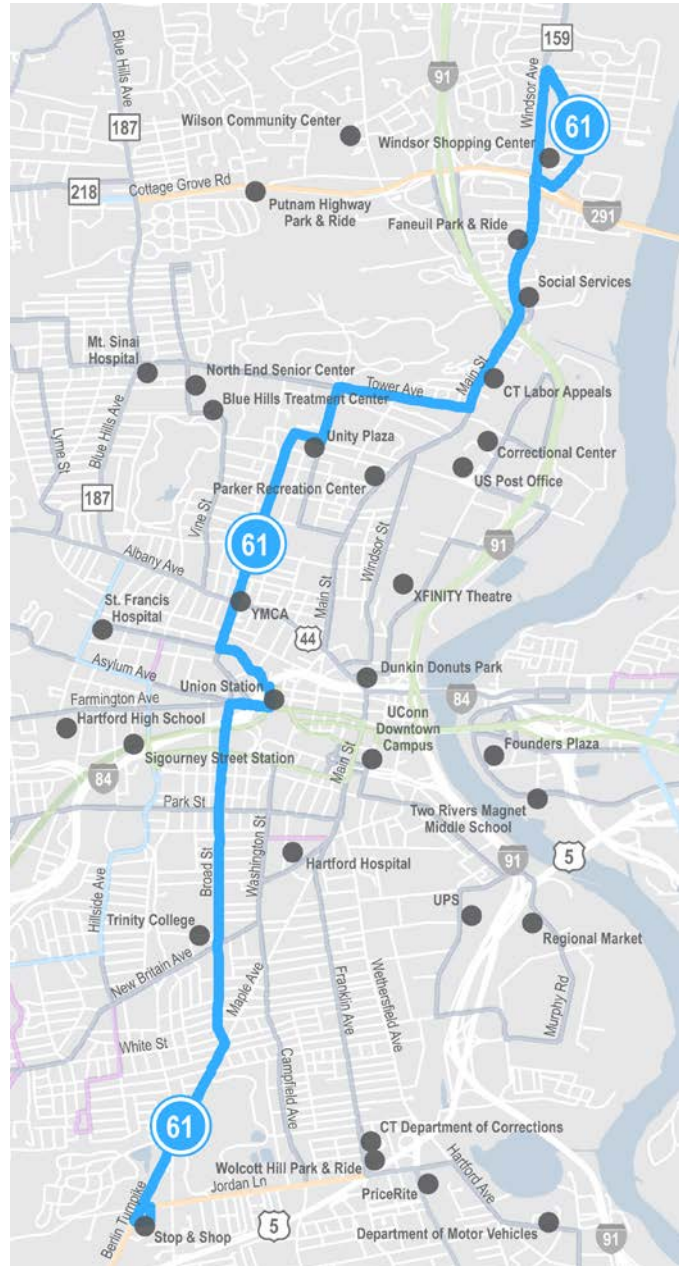 159
Blue Hills Ave
91
Windsor Ave
187
Wilson Community Center
61
Windsor Shopping Center
218
Cottage Grove Rd
Putnam Highway
Park & Ride
291
Faneuil Park & Ride
Social Services
Mt. Sinai
Hospital
North End Senior Center
Tower Ave
Main St
CT Labor Appeals
Blue Hills Treatment Center
Blue Hills Ave
Lyme St
Unity Plaza
Correctional Center
US Post Office
Parker Recreation Center
187
Vine St
61
Windsor St
91
Albany Ave
Main St
XFINITY Theatre
St. Francis
Hospital
YMCA
44
Asylum Ave
Dunkin Donuts Park
Union Station
84
Farmington Ave
Hartford High School
UConn
Downtown
Campus
Founders Plaza
Sigourney Street Station
Main St
84
Park St
Two Rivers Magnet
Middle School
Washington St
Broad St
Hartford Hospital
91
5
Hillside Ave
UPS
Trinity College
Regional Market
New Britain Ave
Maple Ave
Franklin Ave
Wethersfield Ave
Murphy Rd
White St
Campfield Ave
61
CT Department of Corrections
Wolcott Hill Park & Ride
Jordan Ln
Hartford Ave
PriceRite
Berlin Turnpike
Stop & Shop
5
Department of Motor Vehicles
91